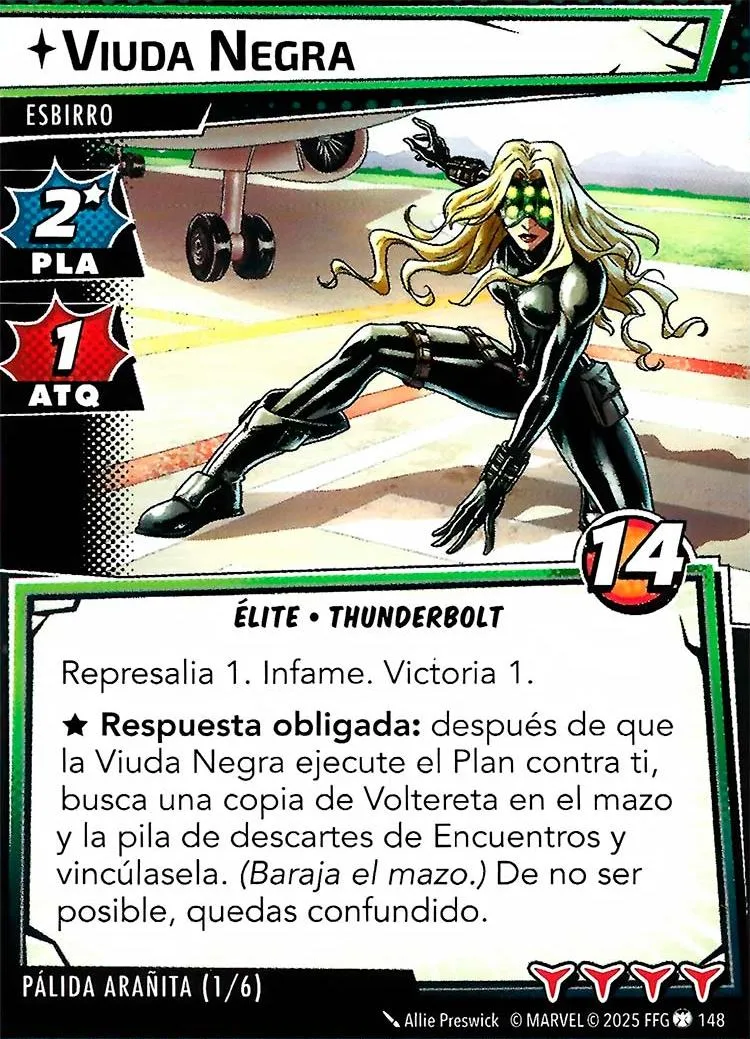 VIUDA NEGRA
ESBIRRO
2
PLA
1
ATQ
14
ÉLITE • THUNDERBOLT
Represalia 1. Infame. Victoria 1.
★ Respuesta obligada: después de que
la Viuda Negra ejecute el Plan contra ti,
busca una copia de Voltereta en el mazo
y la pila de descartes de Encuentros y
vincúlasela. (Baraja el mazo.) De no ser
posible, quedas confundido.
PÁLIDA ARAÑITA (1/6)
Allie Preswick © MARVEL © 2025 FFG 148